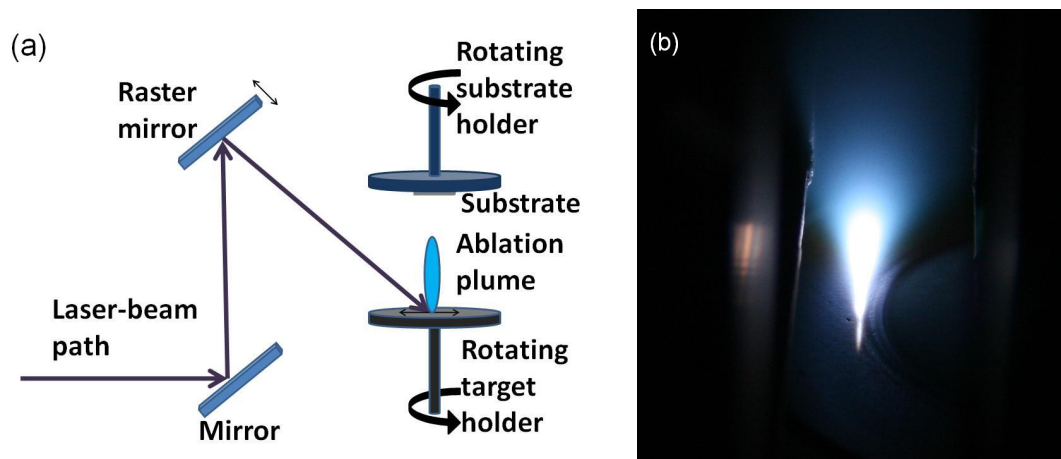 (a)
Raster
mirror
Rotating
substrate
holder
Substrate
Ablation
plume
Laser-beam
path
Rotating
target
holder
Mirror
(b)